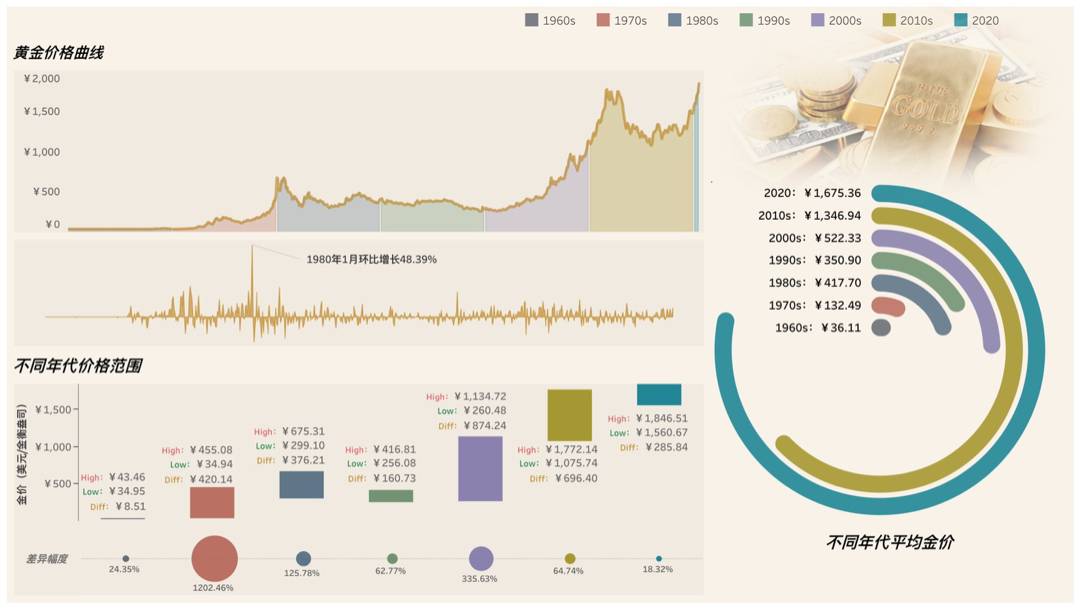 1960s 1970s 1980s 1990s 2000s 2010s 2020
黄金价格曲线
¥2,000
¥1,500
¥1,000
¥500
¥0
1980年1月环比增长48.39%
GOLD
2020: ¥1,675.36
2010s: ¥1,346.94
2000s: ¥522.33
1990s: ¥350.90
1980s: ¥417.70
1970s: ¥132.49
1960s: ¥36.11
不同年代平均金价
不同年代价格范围
金价（美元/金衡盎司）
¥1,500
¥1,000
¥500
High: ¥43.46
Low: ¥34.95
Diff: ¥8.51
High: ¥455.08
Low: ¥34.94
Diff: ¥420.14
High: ¥675.31
Low: ¥299.10
Diff: ¥376.21
High: ¥416.81
Low: ¥256.08
Diff: ¥160.73
High: ¥1,134.72
Low: ¥260.48
Diff: ¥874.24
High: ¥1,772.14
Low: ¥1,075.74
Diff: ¥696.40
High: ¥1,846.51
Low: ¥1,560.67
Diff: ¥285.84
差异幅度
24.35% 1202.46% 125.78% 62.77% 335.63% 64.74% 18.32%